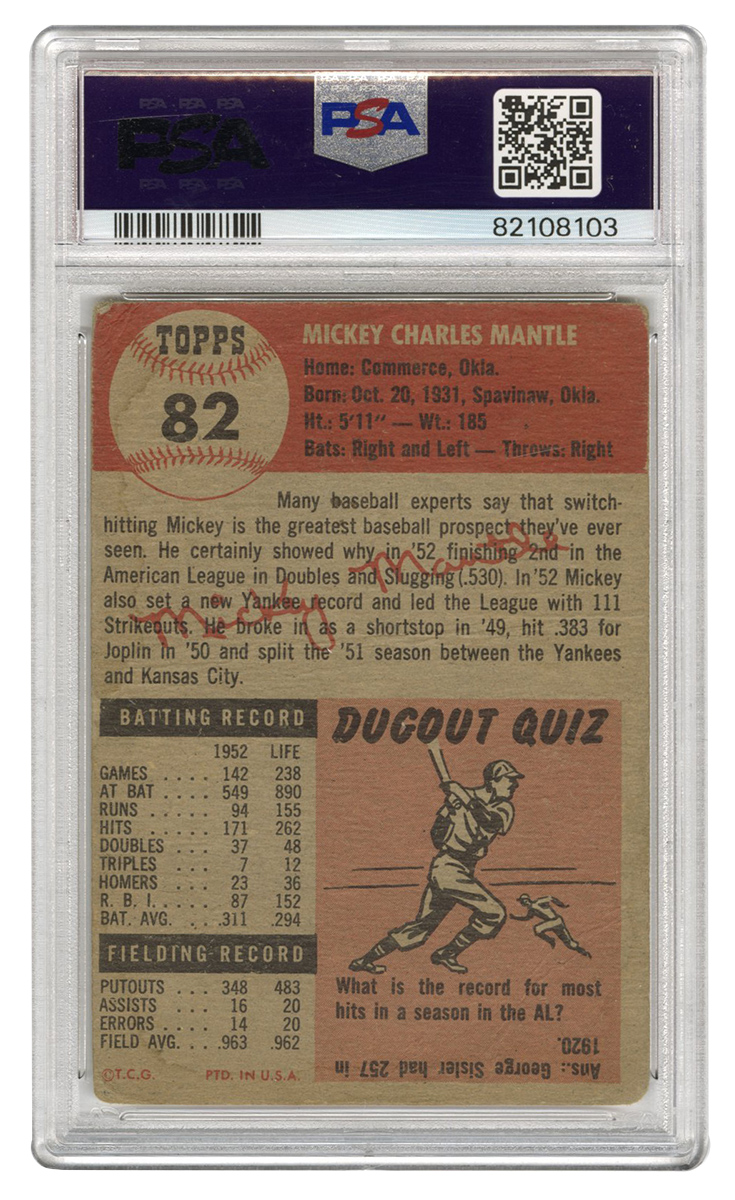 PSA PSA PSA
PSA
PSA PSA PSA
PSA
82108103
TOPPS
82
MICKEY CHARLES MANTLE
Home: Commerce, Okla.
Born: Oct. 20, 1931, Spavinaw, Okla.
Ht.: 5'11" — Wt.: 185
Bats: Right and Left — Throws: Right
Many baseball experts say that switch-
hitting Mickey is the greatest baseball prospect they've ever
seen. He certainly showed why in '52 finishing 2nd in the
American League in Doubles and Slugging (.530). In '52 Mickey
also set a new Yankee record and led the League with 111
Strikeouts. He broke in as a shortstop in '49, hit .383 for
Joplin in '50 and split the '51 season between the Yankees
and Kansas City.
Micky Mantle
BATTING RECORD
1952 LIFE
GAMES .... 142 238
AT BAT .... 549 890
RUNS .... 94 155
HITS ..... 171 262
DOUBLES ... 37 48
TRIPLES ... 7 12
HOMERS ... 23 36
R. B. I. .... 87 152
BAT. AVG. ... .311 .294
FIELDING RECORD
PUTOUTS ... 348 483
ASSISTS ... 16 20
ERRORS .... 14 20
FIELD AVG. ... .963 .962
©T.C.G. PTD. IN U.S.A.
DUGOUT QUIZ
What is the record for most
hits in a season in the AL?
Ans.: George Sisler had 257 in
1920.